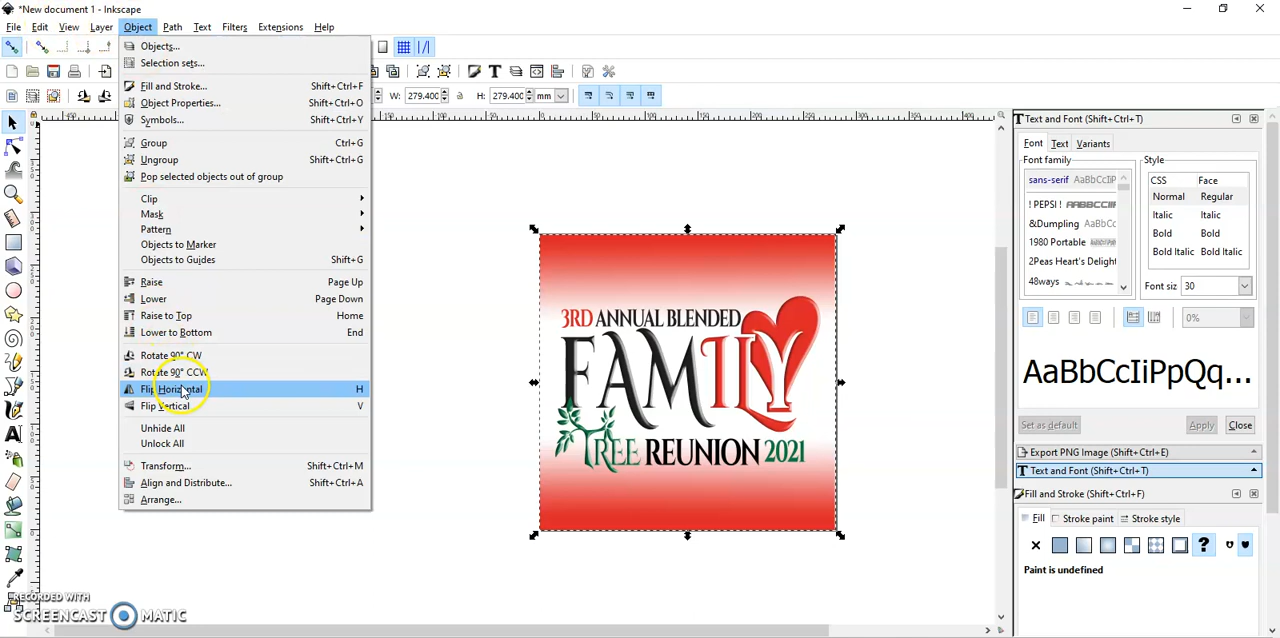 *New document 1 - Inkscape
File Edit View Layer Object Path Text Filters Extensions Help
W: 279.400 H: 279.400 mm
Objects...
Selection sets...
Fill and Stroke... Shift+Ctrl+F
Object Properties... Shift+Ctrl+O
Symbols... Shift+Ctrl+Y
Group Ctrl+G
Ungroup Shift+Ctrl+G
Pop selected objects out of group
Clip
Mask
Pattern
Objects to Marker
Objects to Guides Shift+G
Raise Page Up
Lower Page Down
Raise to Top Home
Lower to Bottom End
Rotate 90° CW
Rotate 90° CCW
Flip Horizontal H
Flip Vertical V
Unhide All
Unlock All
Transform... Shift+Ctrl+M
Align and Distribute... Shift+Ctrl+A
Arrange...
3RD ANNUAL BLENDED
FAMILY
TREE REUNION 2021
Text and Font (Shift+Ctrl+T)
Font Text Variants
Font family
sans-serif AaBbCcIiP
! PEPSI ! AABBCCII
&Dumpling AaBbCc
1980 Portable
2Peas Heart's Delight
48ways
Style
CSS Face
Normal Regular
Italic Italic
Bold Bold
Bold Italic Bold Italic
Font siz 30
0%
AaBbCcIiPpQq...
Set as default Apply Close
Export PNG Image (Shift+Ctrl+E)
Text and Font (Shift+Ctrl+T)
Fill and Stroke (Shift+Ctrl+F)
Fill Stroke paint Stroke style
?
Paint is undefined
RECORDED WITH
SCREENCAST MATIC